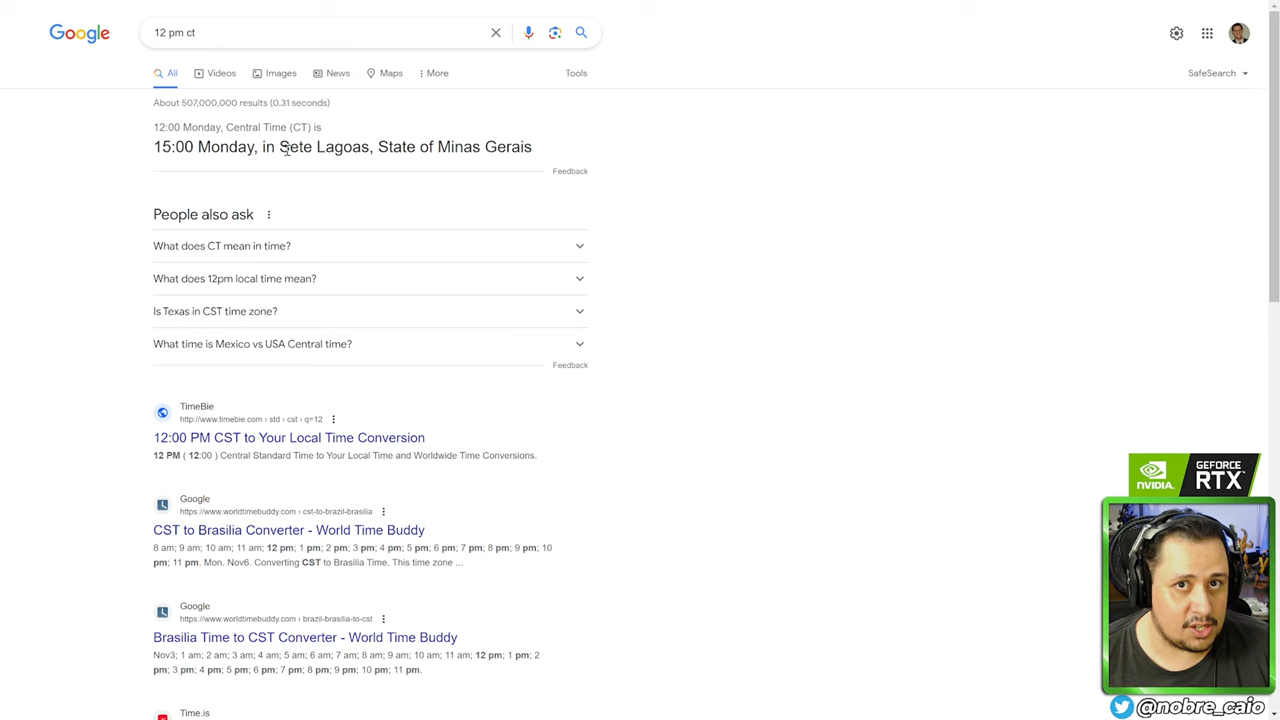 Google
12 pm ct
All
Videos
Images
News
Maps
More
Tools
SafeSearch
About 507,000,000 results (0.31 seconds)
12:00 Monday, Central Time (CT) is
15:00 Monday, in Sete Lagoas, State of Minas Gerais
Feedback
People also ask
What does CT mean in time?
What does 12pm local time mean?
Is Texas in CST time zone?
What time is Mexico vs USA Central time?
Feedback
TimeBie
http://www.timebie.com › std › cst › q=12
12:00 PM CST to Your Local Time Conversion
12 PM ( 12:00 ) Central Standard Time to Your Local Time and Worldwide Time Conversions.
Google
https://www.worldtimebuddy.com › cst-to-brazil-brasilia
CST to Brasilia Converter - World Time Buddy
8 am; 9 am; 10 am; 11 am; 12 pm; 1 pm; 2 pm; 3 pm; 4 pm; 5 pm; 6 pm; 7 pm; 8 pm; 9 pm; 10
pm; 11 pm. Mon. Nov6. Converting CST to Brasilia Time. This time zone ...
Google
https://www.worldtimebuddy.com › brazil-brasilia-to-cst
Brasilia Time to CST Converter - World Time Buddy
Nov3; 1 am; 2 am; 3 am; 4 am; 5 am; 6 am; 7 am; 8 am; 9 am; 10 am; 11 am; 12 pm; 1 pm; 2
pm; 3 pm; 4 pm; 5 pm; 6 pm; 7 pm; 8 pm; 9 pm; 10 pm; 11 pm.
Time.is
NVIDIA.
GEFORCE
RTX
@nobre_caio